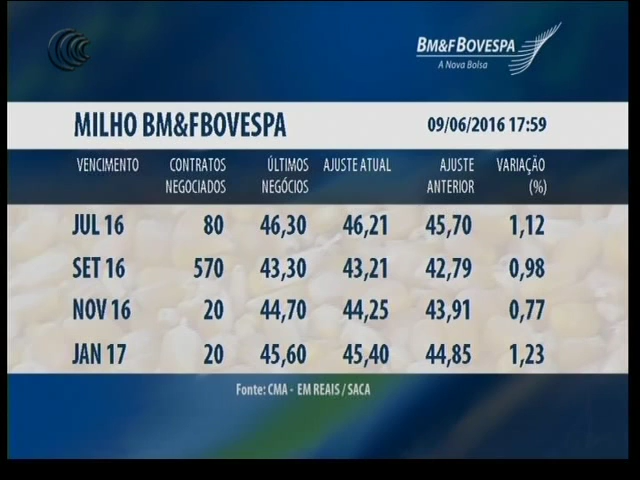 BM&FBOVESPA
A Nova Bolsa
MILHO BM&FBOVESPA 09/06/2016 17:59
VENCIMENTO CONTRATOS NEGOCIADOS ÚLTIMOS NEGÓCIOS AJUSTE ATUAL AJUSTE ANTERIOR VARIAÇÃO (%)
JUL 16 80 46,30 46,21 45,70 1,12
SET 16 570 43,30 43,21 42,79 0,98
NOV 16 20 44,70 44,25 43,91 0,77
JAN 17 20 45,60 45,40 44,85 1,23
Fonte: CMA - EM REAIS / SACA